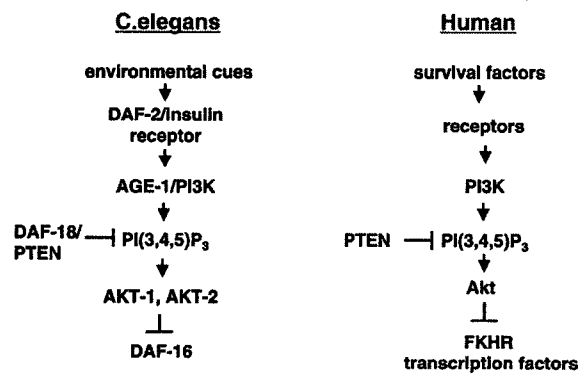 C.elegans
environmental cues
DAF-2/insulin
receptor
AGE-1/PI3K
DAF-18/
PTEN
PI(3,4,5)P3
AKT-1, AKT-2
DAF-16
Human
survival factors
receptors
PI3K
PTEN
PI(3,4,5)P3
Akt
FKHR
transcription factors